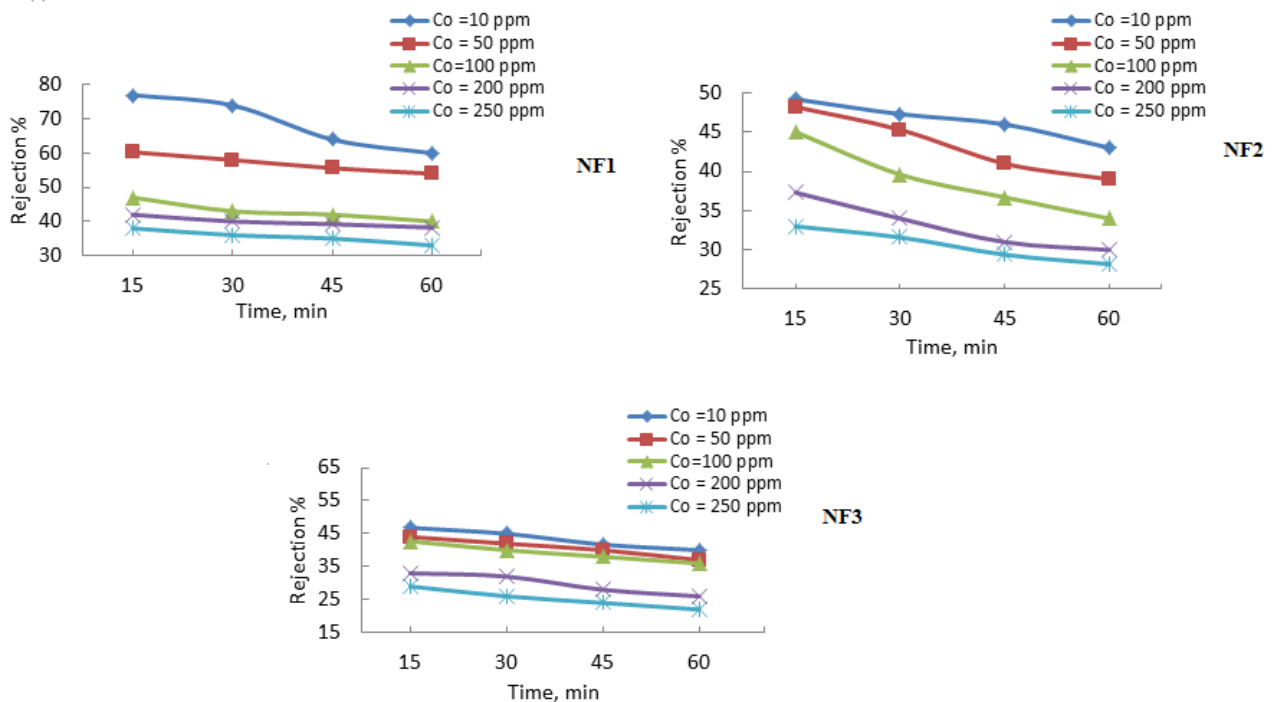 Co =10 ppm
Co = 50 ppm
Co=100 ppm
Co = 200 ppm
Co = 250 ppm
80
70
60
50
40
30
Rejection %
15 30 45 60
Time, min
NF1
Co =10 ppm
Co = 50 ppm
Co=100 ppm
Co = 200 ppm
Co = 250 ppm
50
45
40
35
30
25
Rejection %
15 30 45 60
Time, min
NF2
Co =10 ppm
Co = 50 ppm
Co=100 ppm
Co = 200 ppm
Co = 250 ppm
65
55
45
35
25
15
Rejection %
15 30 45 60
Time, min
NF3